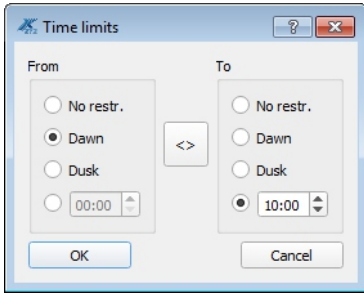 Time limits
From
To
No restr.
Dawn
Dusk
00:00
<>
No restr.
Dawn
Dusk
10:00
OK
Cancel